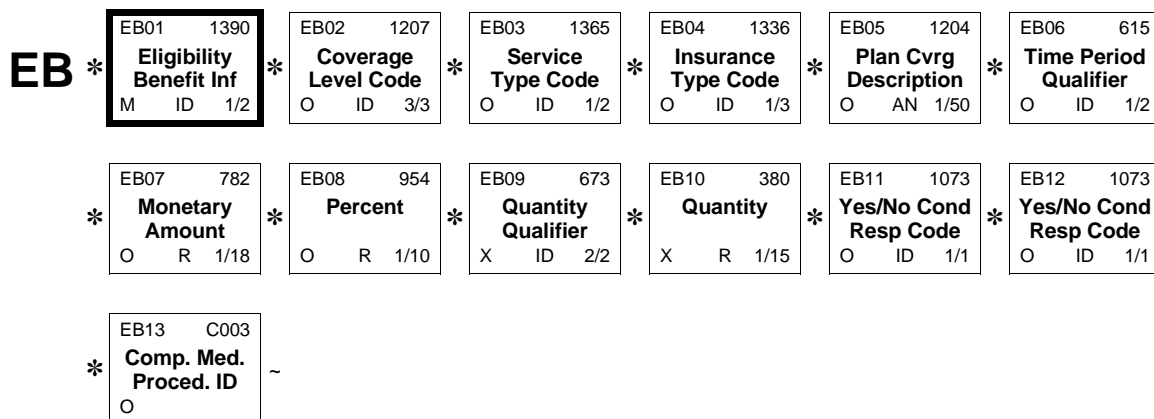 EB01 1390 EB02 1207 EB03 1365 EB04 1336 EB05 1204 EB06 615
EB ✽ Eligibility ✽ Coverage ✽ Service ✽ Insurance ✽ Plan Cvrg ✽ Time Period
Benefit Inf Level Code Type Code Type Code Description Qualifier
M ID 1/2 O ID 3/3 O ID 1/2 O ID 1/3 O AN 1/50 O ID 1/2
EB07 782 EB08 954 EB09 673 EB10 380 EB11 1073 EB12 1073
✽ Monetary ✽ Percent ✽ Quantity ✽ Quantity ✽ Yes/No Cond ✽ Yes/No Cond
Amount Qualifier Resp Code Resp Code
O R 1/18 O R 1/10 X ID 2/2 X R 1/15 O ID 1/1 O ID 1/1
EB13 C003
✽ Comp. Med. ~
Proced. ID
O